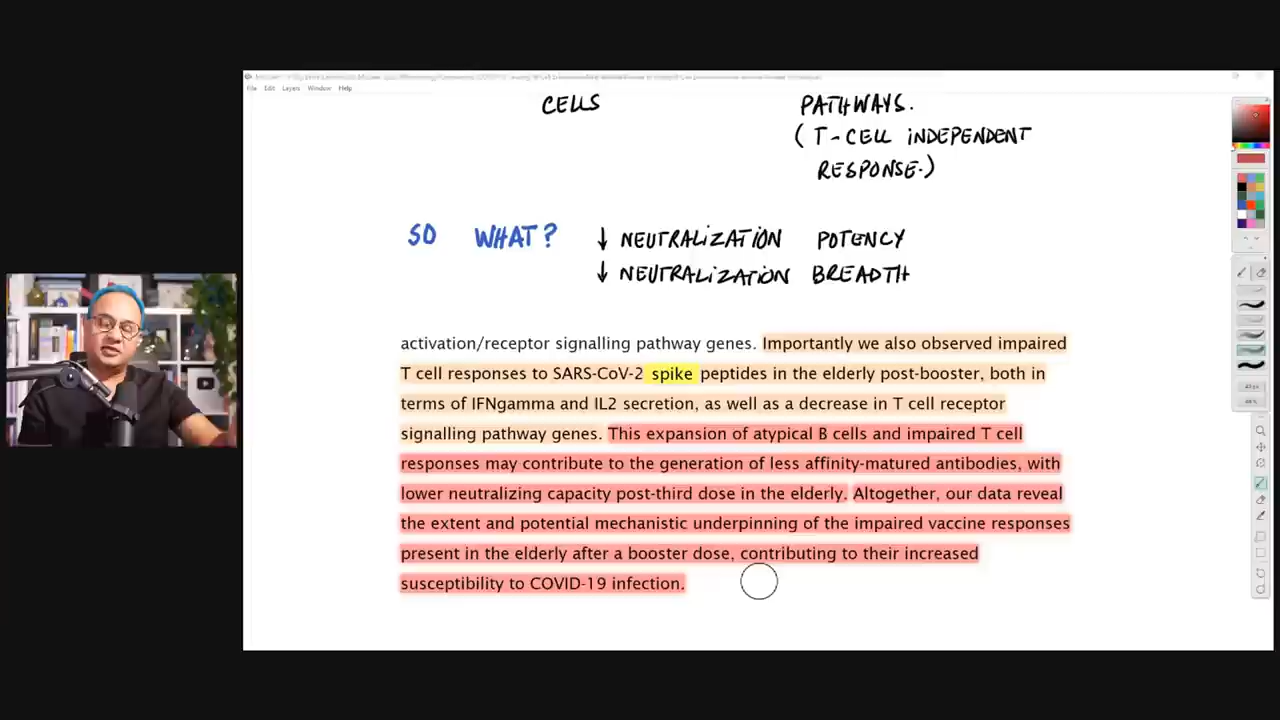 File Edit Layers Window Help
CELLS PATHWAYS.
( T-CELL INDEPENDENT
RESPONSE.)
SO WHAT? ↓ NEUTRALIZATION POTENCY
↓ NEUTRALIZATION BREADTH
activation/receptor signalling pathway genes. Importantly we also observed impaired
T cell responses to SARS-CoV-2 spike peptides in the elderly post-booster, both in
terms of IFNgamma and IL2 secretion, as well as a decrease in T cell receptor
signalling pathway genes. This expansion of atypical B cells and impaired T cell
responses may contribute to the generation of less affinity-matured antibodies, with
lower neutralizing capacity post-third dose in the elderly. Altogether, our data reveal
the extent and potential mechanistic underpinning of the impaired vaccine responses
present in the elderly after a booster dose, contributing to their increased
susceptibility to COVID-19 infection.